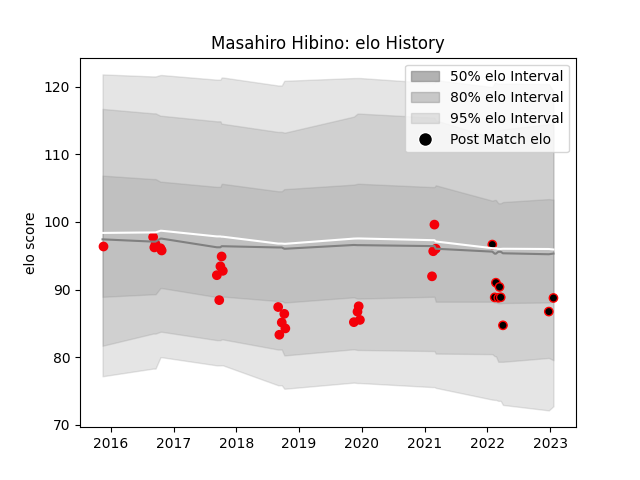 Masahiro Hibino: elo History
50% elo Interval
80% elo Interval
95% elo Interval
Post Match elo
elo score
120
110
100
90
80
70
2016 2017 2018 2019 2020 2021 2022 2023